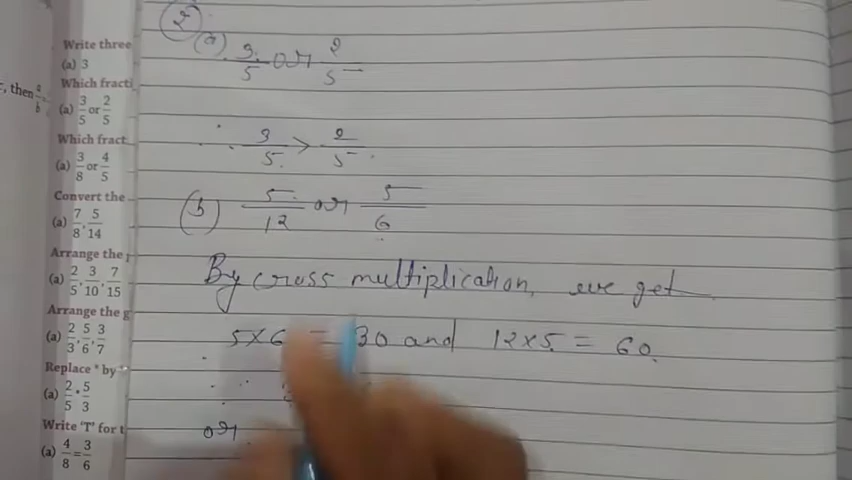 Write three
(a) 3
Which fracti
(a) 3/5 or 2/5
Which fract
(a) 3/8 or 4/5
Convert the
(a) 7/8, 5/14
Arrange the
(a) 2/5, 3/10, 7/15
Arrange the g
(a) 2/3, 5/6, 3/7
Replace * by
(a) 2/5 * 5/3
Write 'T' for t
(a) 4/8 = 3/6
, then a/b
2
(a) 3/5 or 2/5
∴ 3/5 > 2/5
(b) 5/12 or 5/6
By cross multiplication, we get
5×6 = 30 and 12×5 = 60
or